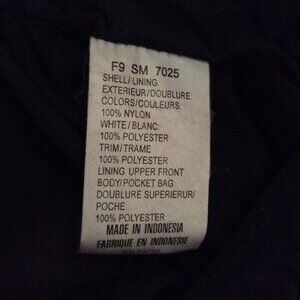 F9 SM 7025
SHELL/LINING
EXTERIEUR/DOUBLURE
COLORS/COULEURS
100% NYLON
WHITE/BLANC
100% POLYESTER
TRIM/TRAME
100% POLYESTER
LINING UPPER FRONT
BODY/POCKET BAG:
DOUBLURE SUPERIEUR/
POCHE
100% POLYESTER
MADE IN INDONESIA
FABRIQUE EN INDONESIE